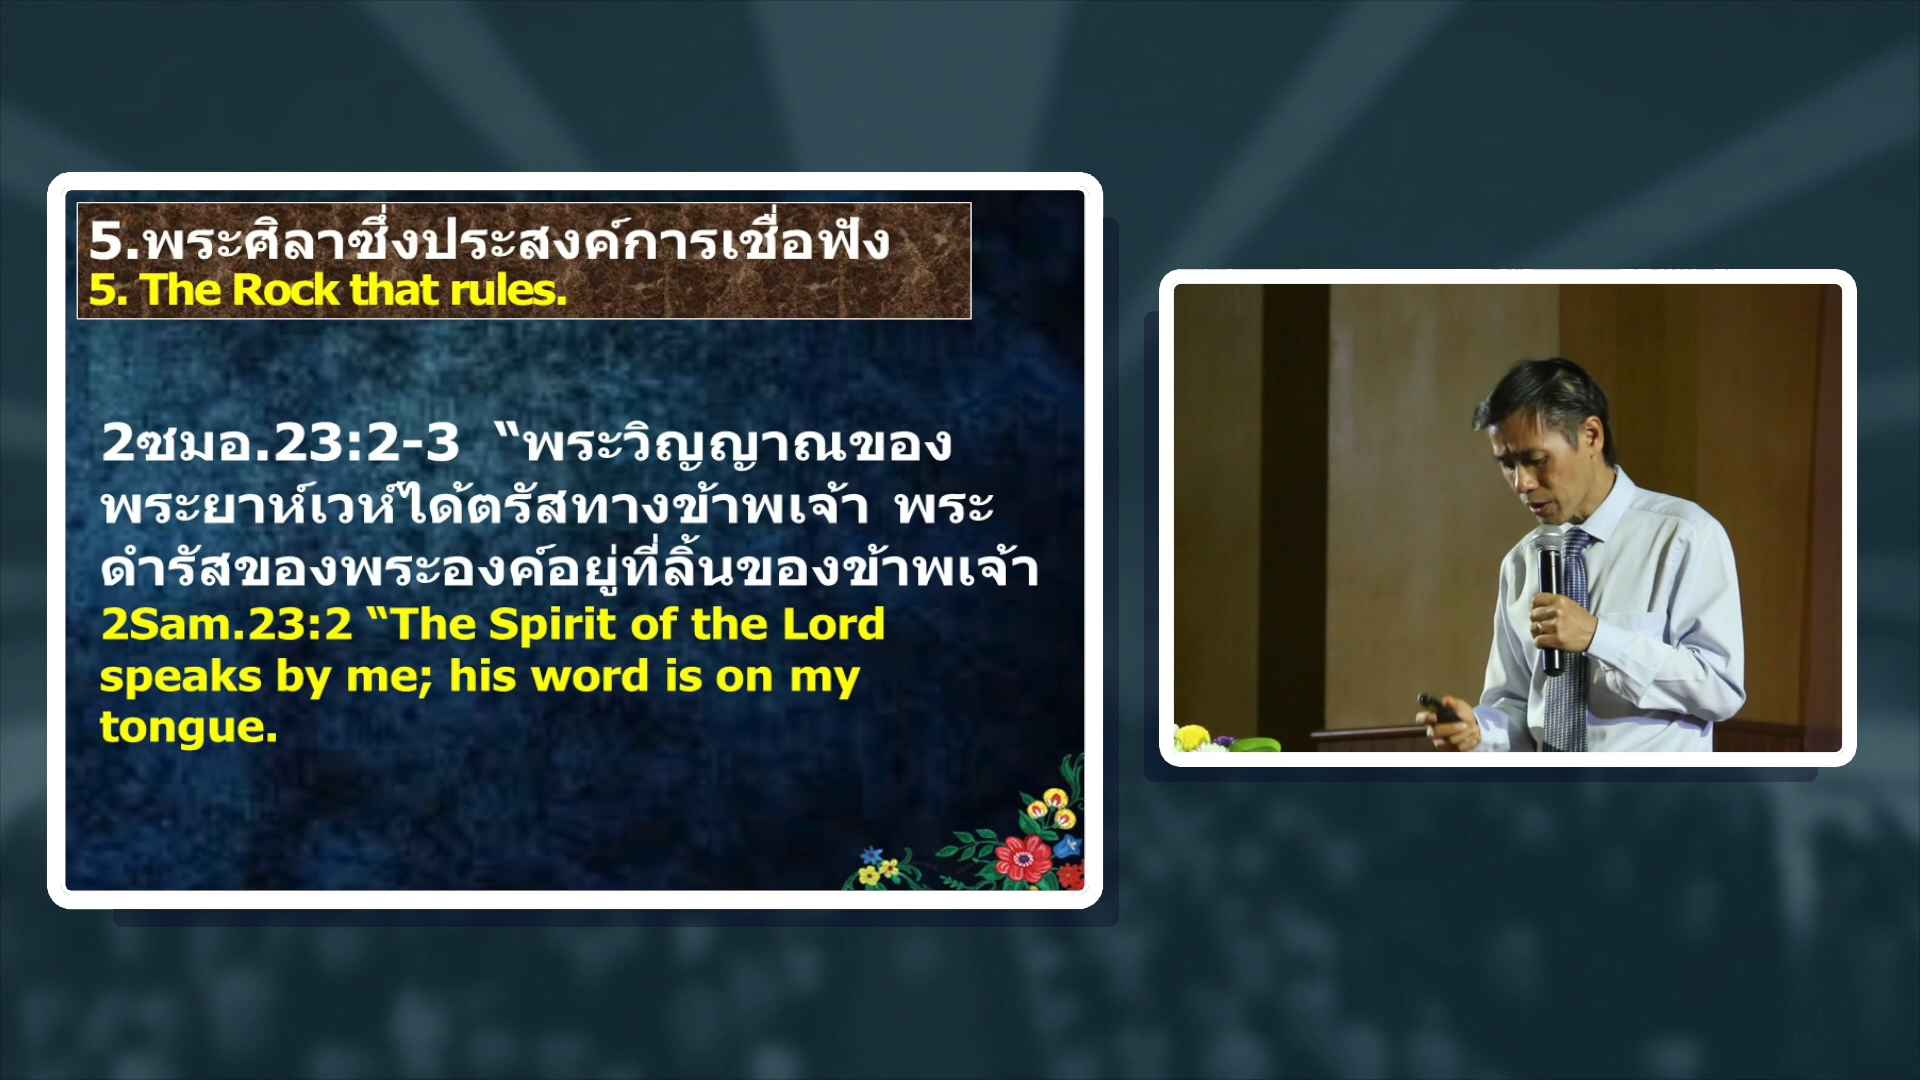 5.พระศิลาซึ่งประสงค์การเชื่อฟัง
5. The Rock that rules.
2ซมอ.23:2-3 “พระวิญญาณของ
พระยาห์เวห์ได้ตรัสทางข้าพเจ้า พระ
ดำรัสของพระองค์อยู่ที่ลิ้นของข้าพเจ้า
2Sam.23:2 “The Spirit of the Lord
speaks by me; his word is on my
tongue.